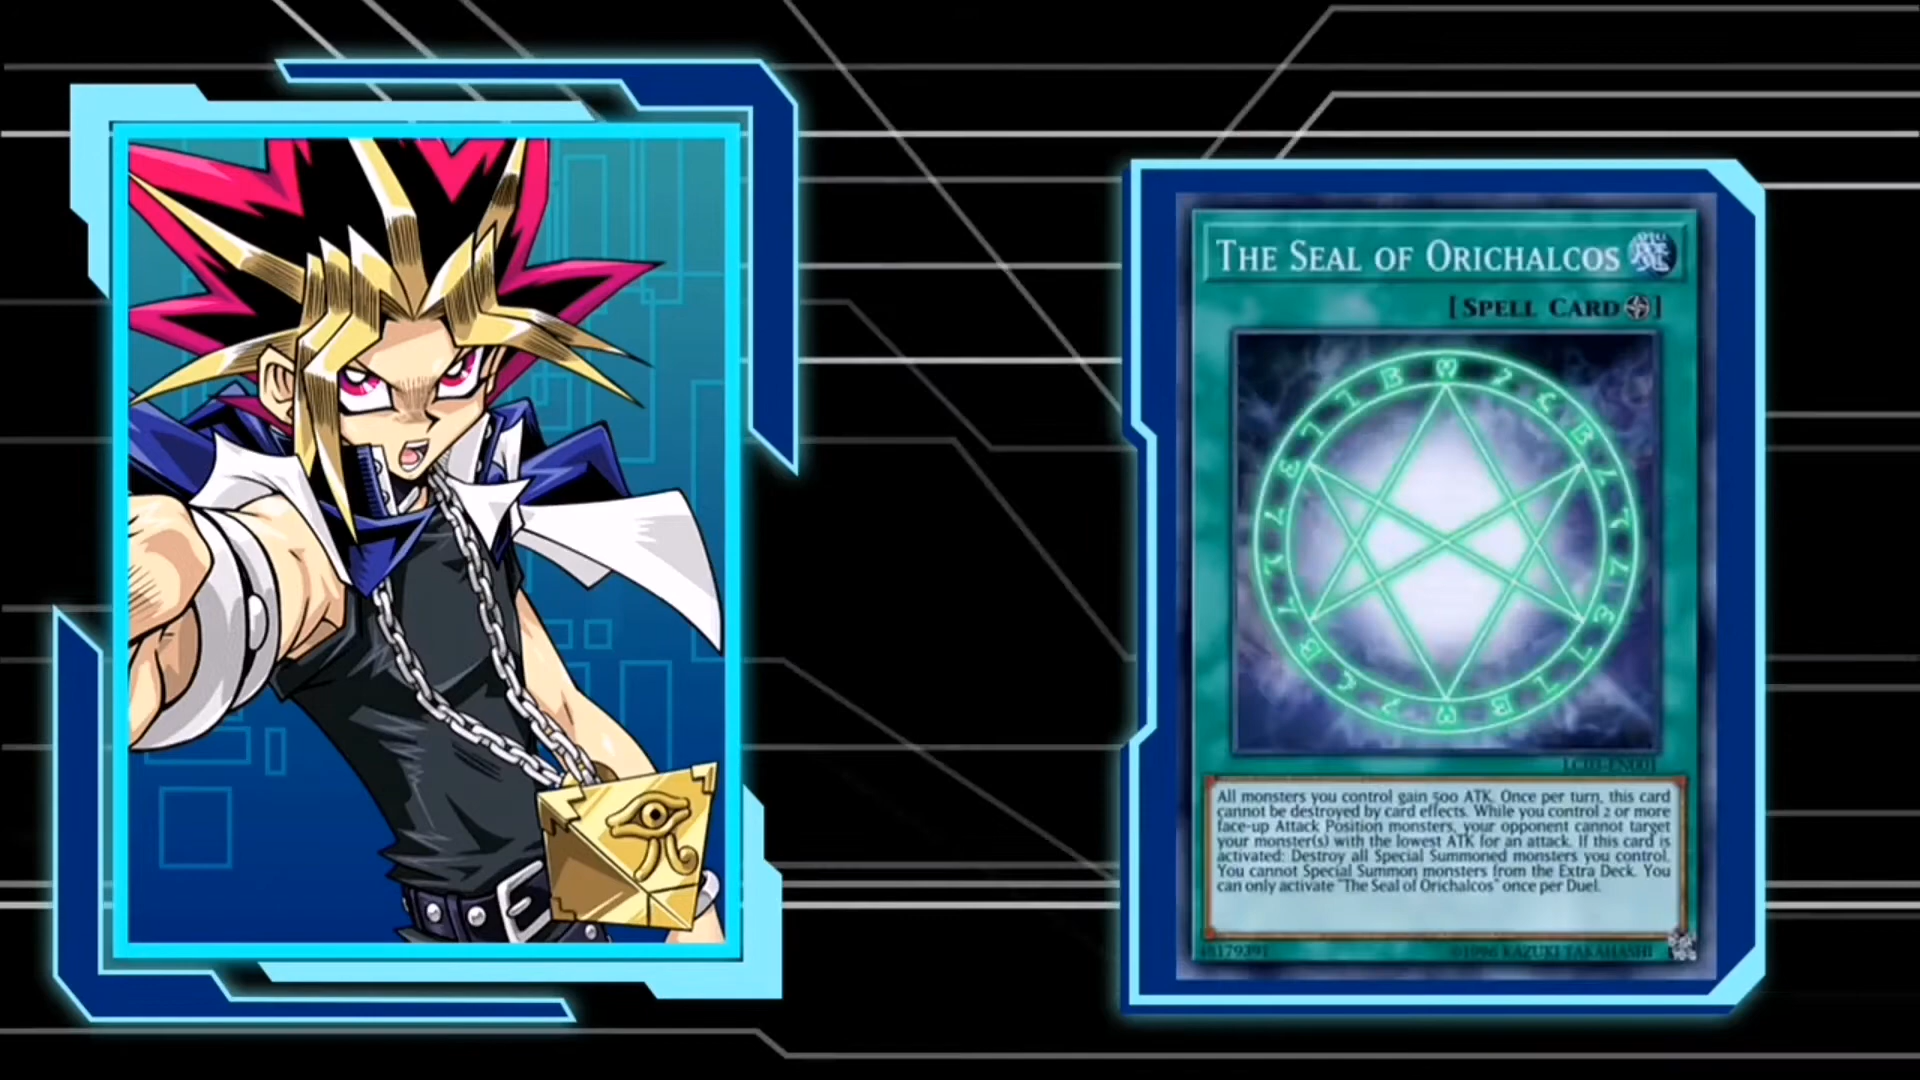 THE SEAL OF ORICHALCOS 魔
[SPELL CARD]
LC03-EN001
All monsters you control gain 500 ATK. Once per turn, this card
cannot be destroyed by card effects. While you control 2 or more
face-up Attack Position monsters, your opponent cannot target
your monster(s) with the lowest ATK for an attack. If this card is
activated: Destroy all Special Summoned monsters you control.
You cannot Special Summon monsters from the Extra Deck. You
can only activate "The Seal of Orichalcos" once per Duel.
48179391 ©1996 KAZUKI TAKAHASHI